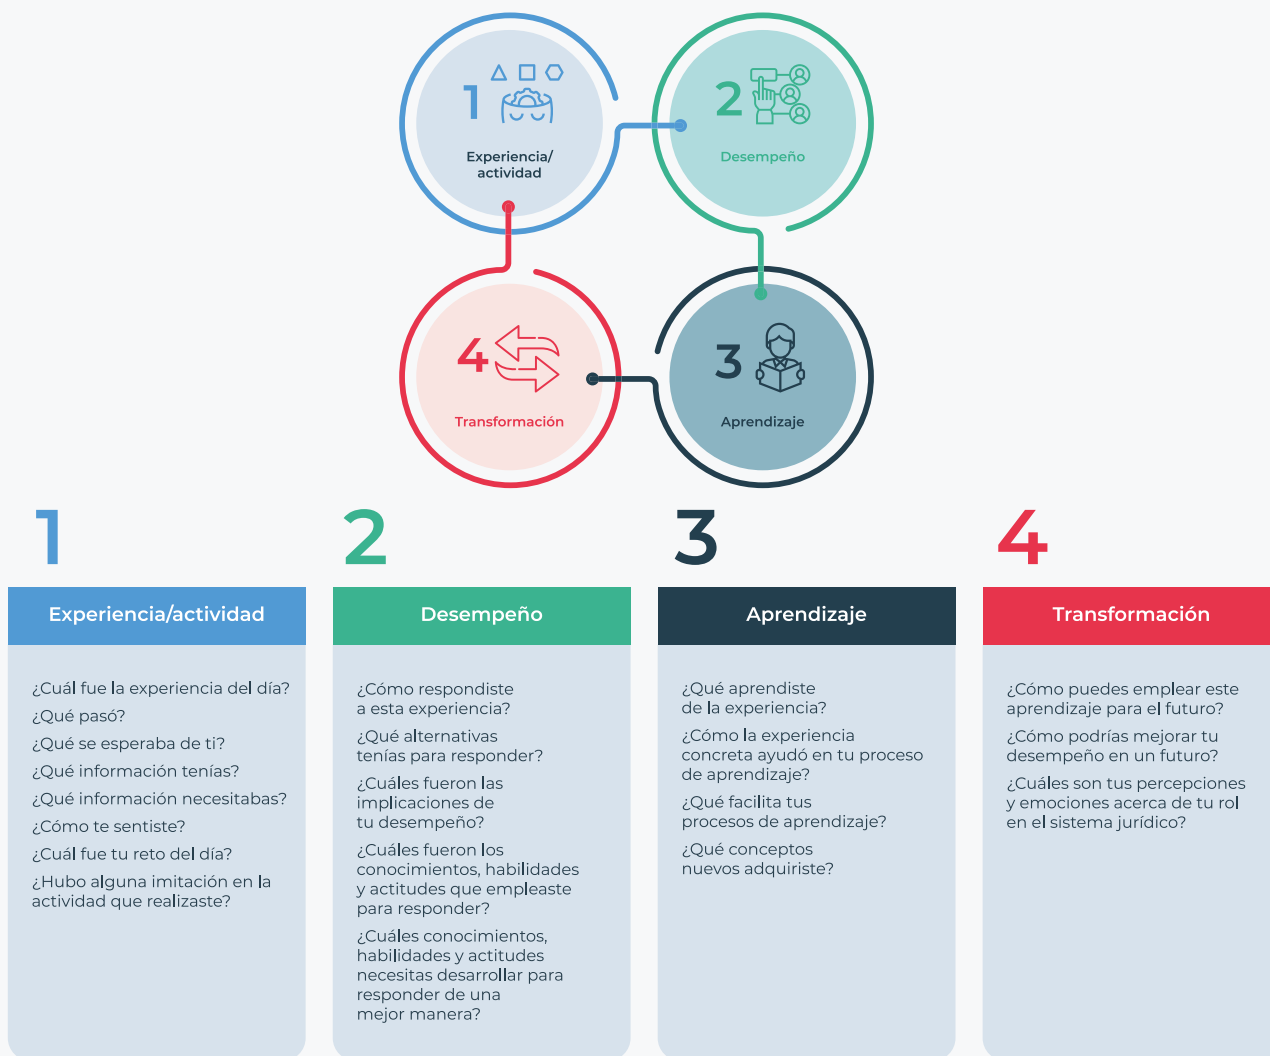 1
Experiencia/
actividad
2
Desempeño
4
Transformación
3
Aprendizaje
1
Experiencia/actividad
¿Cuál fue la experiencia del día?
¿Qué pasó?
¿Qué se esperaba de ti?
¿Qué información tenías?
¿Qué información necesitabas?
¿Cómo te sentiste?
¿Cuál fue tu reto del día?
¿Hubo alguna imitación en la
actividad que realizaste?
2
Desempeño
¿Cómo respondiste
a esta experiencia?
¿Qué alternativas
tenías para responder?
¿Cuáles fueron las
implicaciones de
tu desempeño?
¿Cuáles fueron los
conocimientos, habilidades
y actitudes que empleaste
para responder?
¿Cuáles conocimientos,
habilidades y actitudes
necesitas desarrollar para
responder de una
mejor manera?
3
Aprendizaje
¿Qué aprendiste
de la experiencia?
¿Cómo la experiencia
concreta ayudó en tu proceso
de aprendizaje?
¿Qué facilita tus
procesos de aprendizaje?
¿Qué conceptos
nuevos adquiriste?
4
Transformación
¿Cómo puedes emplear este
aprendizaje para el futuro?
¿Cómo podrías mejorar tu
desempeño en un futuro?
¿Cuáles son tus percepciones
y emociones acerca de tu rol
en el sistema jurídico?